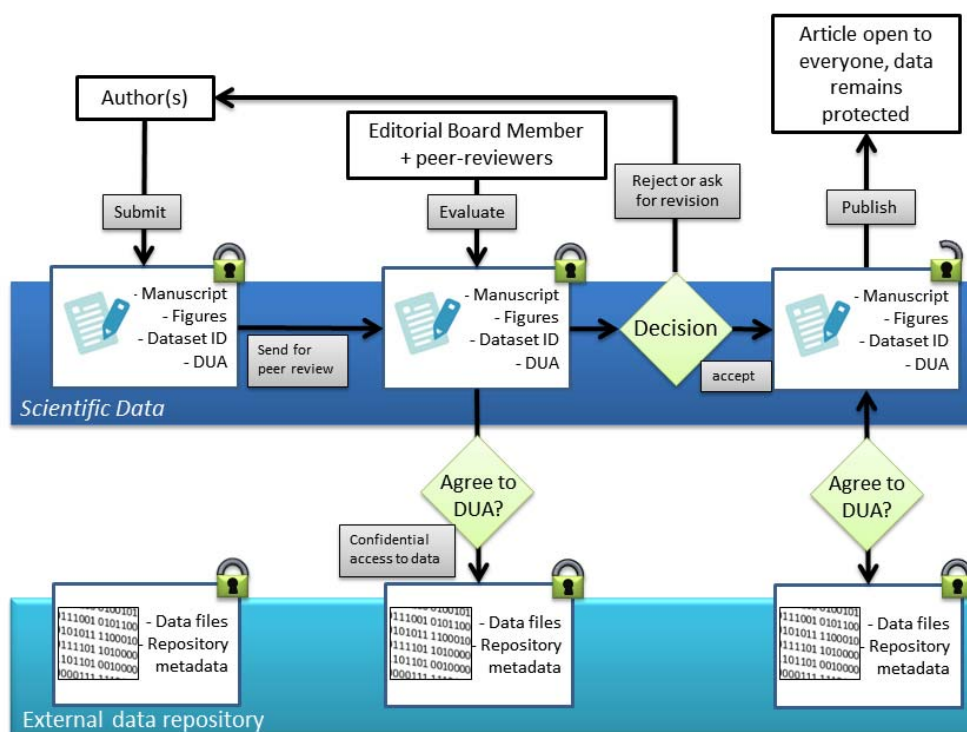 Article open to
everyone, data
remains
protected
Author(s)
Editorial Board Member
+ peer-reviewers
Reject or ask
for revision
Submit
Evaluate
Publish
- Manuscript
- Figures
- Dataset ID
- DUA
- Manuscript
- Figures
- Dataset ID
- DUA
Decision
- Manuscript
- Figures
- Dataset ID
- DUA
Send for
peer review
accept
Scientific Data
Agree to
DUA?
Agree to
DUA?
Confidential
access to data
- Data files
- Repository
metadata
- Data files
- Repository
metadata
- Data files
- Repository
metadata
External data repository